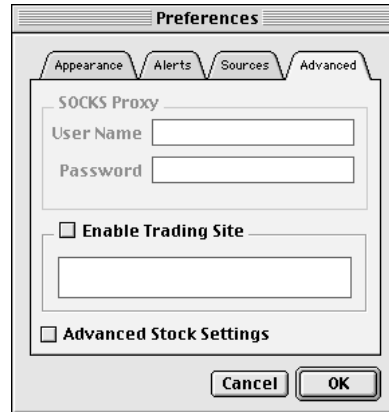 Preferences
Appearance Alerts Sources Advanced
SOCKS Proxy
User Name
Password
Enable Trading Site
Advanced Stock Settings
Cancel OK